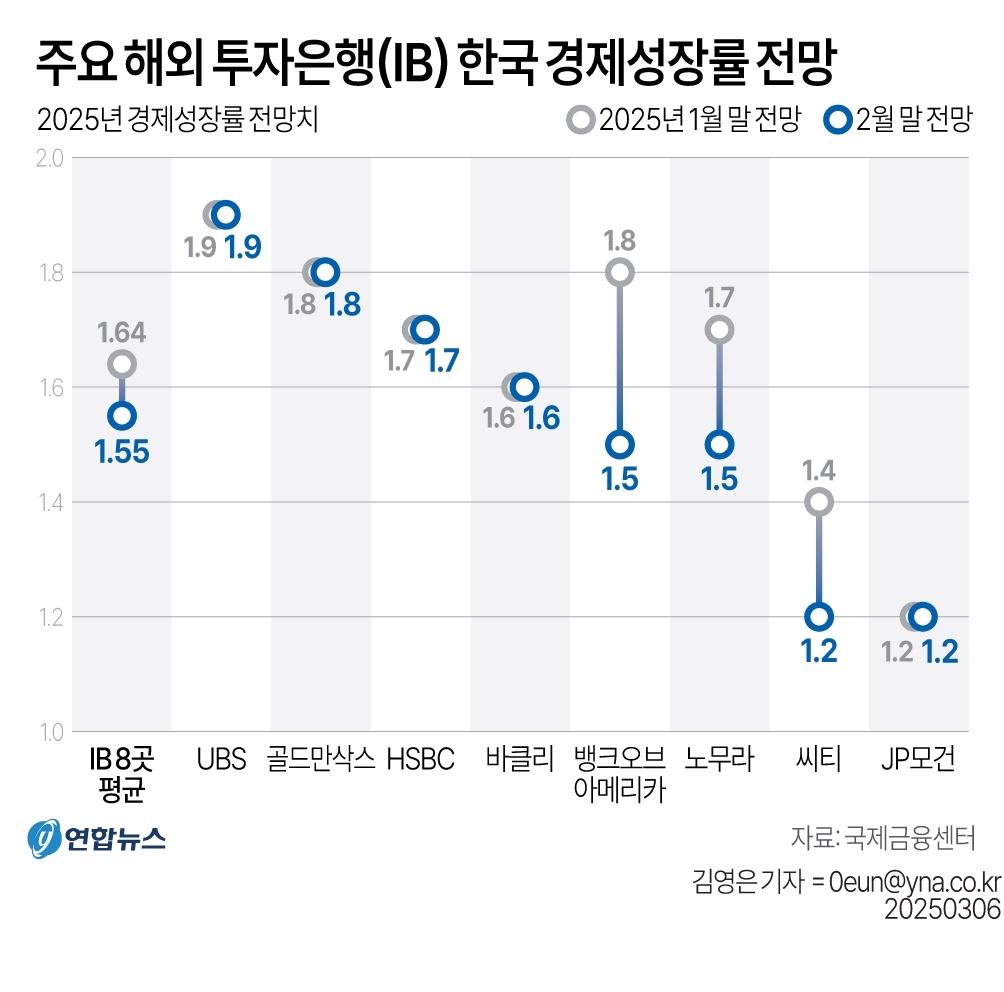 주요 해외 투자은행(IB) 한국 경제성장률 전망
2025년 경제성장률 전망치
2025년 1월 말 전망 2월 말 전망
2.0
1.8
1.6
1.4
1.2
1.0
1.64
1.55
1.9 1.9
1.8 1.8
1.7 1.7
1.6 1.6
1.8
1.5
1.7
1.5
1.4
1.2
1.2 1.2
IB 8곳
평균
UBS
골드만삭스
HSBC
바클리
뱅크오브
아메리카
노무라
씨티
JP모건
연합뉴스
자료: 국제금융센터
김영은 기자 = 0eun@yna.co.kr
20250306